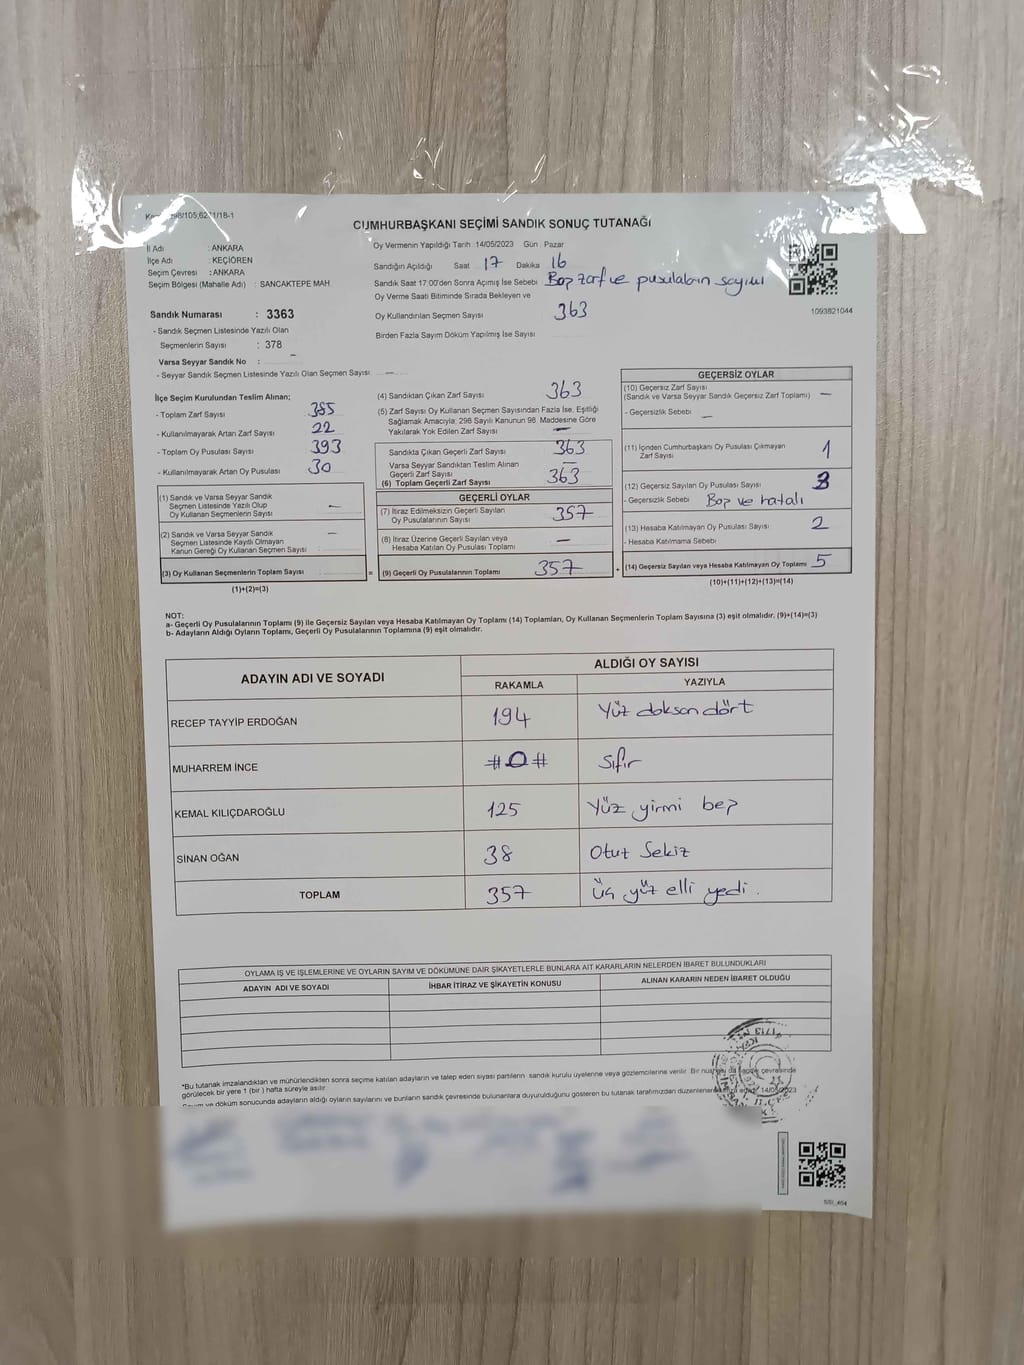 CUMHURBAŞKANI SEÇİMİ SANDIK SONUÇ TUTANAĞI
İl Adı : ANKARA
İlçe Adı : KEÇİÖREN
Seçim Çevresi : ANKARA
Seçim Bölgesi (Mahalle Adı) : SANCAKTEPE MAH.
Oy Vermenin Yapıldığı Tarih : 14/05/2023 Gün : Pazar
Sandığın Açıldığı Saat 17 Dakika 16
Sandık Saat 17:00'den Sonra Açımış İse Sebebi Boş zarf ve pusulaların sayımı
Oy Verme Saati Bitiminde Sırada Bekleyen ve
Oy Kullandırılan Seçmen Sayısı 363
Birden Fazla Sayım Döküm Yapılmış İse Sayısı
1093821044
Sandık Numarası : 3363
- Sandık Seçmen Listesinde Yazılı Olan
Seçmenlerin Sayısı : 378
Varsa Seyyar Sandık No : –
- Seyyar Sandık Seçmen Listesinde Yazılı Olan Seçmen Sayısı: –
İlçe Seçim Kurulundan Teslim Alınan;
- Toplam Zarf Sayısı 385
- Kullanılmayarak Artan Zarf Sayısı 22
- Toplam Oy Pusulası Sayısı 393
- Kullanılmayarak Artan Oy Pusulası 30
(1) Sandık ve Varsa Seyyar Sandık
Seçmen Listesinde Yazılı Olup
Oy Kullanan Seçmenlerin Sayısı –
(2) Sandık ve Varsa Seyyar Sandık
Seçmen Listesinde Kayıtlı Olmayan
Kanun Gereği Oy Kullanan Seçmen Sayısı –
(3) Oy Kullanan Seçmenlerin Toplam Sayısı
(1)+(2)=(3)
(4) Sandıktan Çıkan Zarf Sayısı 363
(5) Zarf Sayısı Oy Kullanan Seçmen Sayısından Fazla İse, Eşitliği
Sağlamak Amacıyla; 298 Sayılı Kanunun 98. Maddesine Göre
Yakılarak Yok Edilen Zarf Sayısı –
Sandıkta Çıkan Geçerli Zarf Sayısı 363
Varsa Seyyar Sandıktan Teslim Alınan
Geçerli Zarf Sayısı –
(6) Toplam Geçerli Zarf Sayısı 363
GEÇERLİ OYLAR
(7) İtiraz Edilmeksizin Geçerli Sayılan
Oy Pusulalarının Sayısı 357
(8) İtiraz Üzerine Geçerli Sayılan veya
Hesaba Katılan Oy Pusulası Toplamı –
= (9) Geçerli Oy Pusulalarının Toplamı 357
GEÇERSİZ OYLAR
(10) Geçersiz Zarf Sayısı
(Sandık ve Varsa Seyyar Sandık Geçersiz Zarf Toplamı) –
- Geçersizlik Sebebi : –
(11) İçinden Cumhurbaşkanı Oy Pusulası Çıkmayan
Zarf Sayısı 1
(12) Geçersiz Sayılan Oy Pusulası Sayısı 3
- Geçersizlik Sebebi Boş ve hatalı
(13) Hesaba Katılmayan Oy Pusulası Sayısı 2
- Hesaba Katılmama Sebebi
+ (14) Geçersiz Sayılan veya Hesaba Katılmayan Oy Toplamı 5
(10)+(11)+(12)+(13)=(14)
NOT:
a- Geçerli Oy Pusulalarının Toplamı (9) ile Geçersiz Sayılan veya Hesaba Katılmayan Oy Toplamı (14) Toplamları, Oy Kullanan Seçmenlerin Toplam Sayısına (3) eşit olmalıdır. (9)+(14)=(3)
b- Adayların Aldığı Oyların Toplamı, Geçerli Oy Pusulalarının Toplamına (9) eşit olmalıdır.
ADAYIN ADI VE SOYADI ALDIĞI OY SAYISI
RAKAMLA YAZIYLA
RECEP TAYYİP ERDOĞAN 194 Yüz doksan dört
MUHARREM İNCE #0# Sıfır
KEMAL KILIÇDAROĞLU 125 Yüz yirmi beş
SİNAN OĞAN 38 Otuz Sekiz
TOPLAM 357 Üç yüz elli yedi.
OYLAMA İŞ VE İŞLEMLERİNE VE OYLARIN SAYIM VE DÖKÜMÜNE DAİR ŞİKAYETLERLE BUNLARA AİT KARARLARIN NELERDEN İBARET BULUNDUKLARI
ADAYIN ADI VE SOYADI İHBAR İTİRAZ VE ŞİKAYETİN KONUSU ALINAN KARARIN NEDEN İBARET OLDUĞU
*Bu tutanak imzalandıktan ve mühürlendikten sonra seçime katılan adayların ve talep eden siyasi partilerin sandık kurulu üyelerine veya gözlemcilerine verilir. Bir nüshası da sandık çevresinde
görülecek bir yere 1 (bir) hafta süreyle asılır.
ve döküm sonucunda adayların aldığı oyların sayılarını ve bunların sandık çevresinde bulunanlara duyurulduğunu gösteren bu tutanak tarafımızdan 14/05/2023